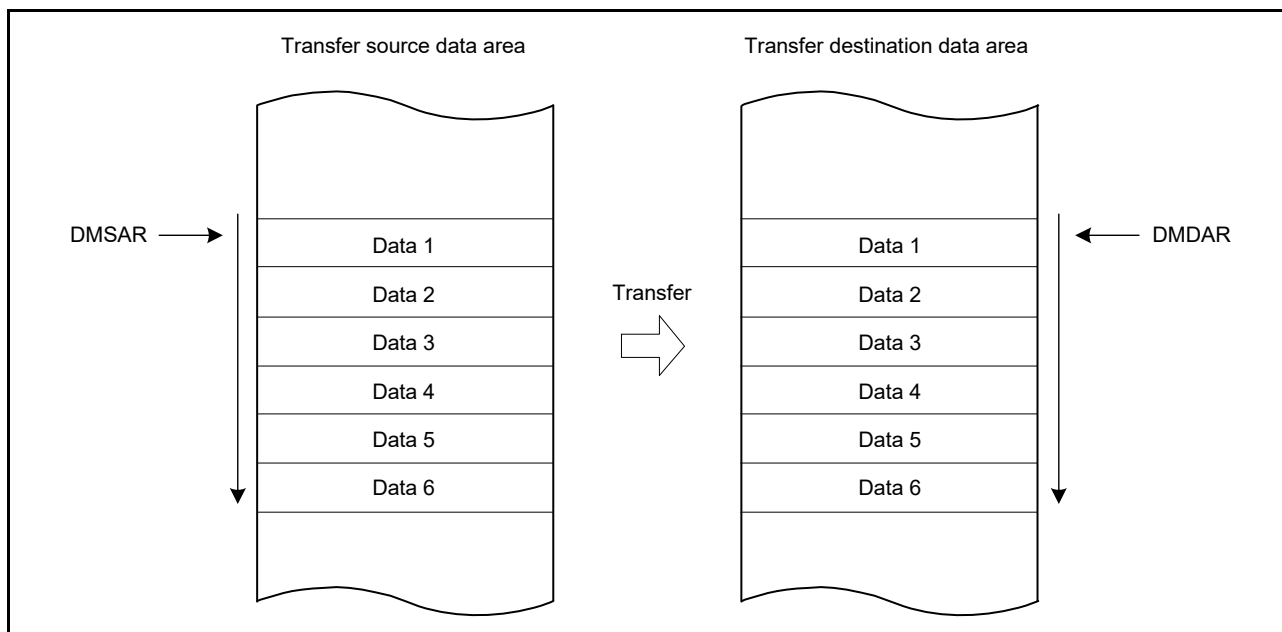 Transfer source data area
Transfer destination data area
DMSAR
Data 1
Data 2
Data 3
Data 4
Data 5
Data 6
Transfer
Data 1
Data 2
Data 3
Data 4
Data 5
Data 6
DMDAR